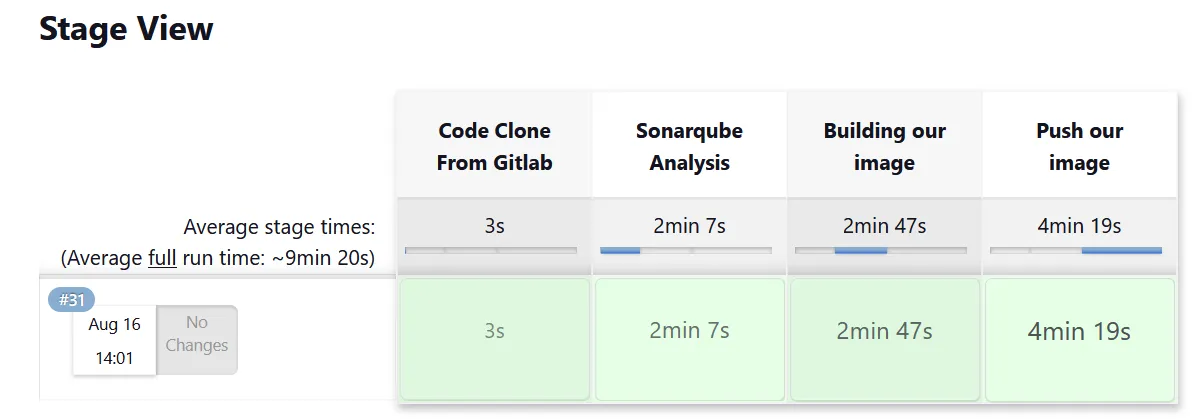 Stage View
Code Clone
From Gitlab
Sonarqube
Analysis
Building our
image
Push our
image
Average stage times:
(Average full run time: ~9min 20s)
3s
2min 7s
2min 47s
4min 19s
#31
Aug 16
14:01
No
Changes
3s
2min 7s
2min 47s
4min 19s